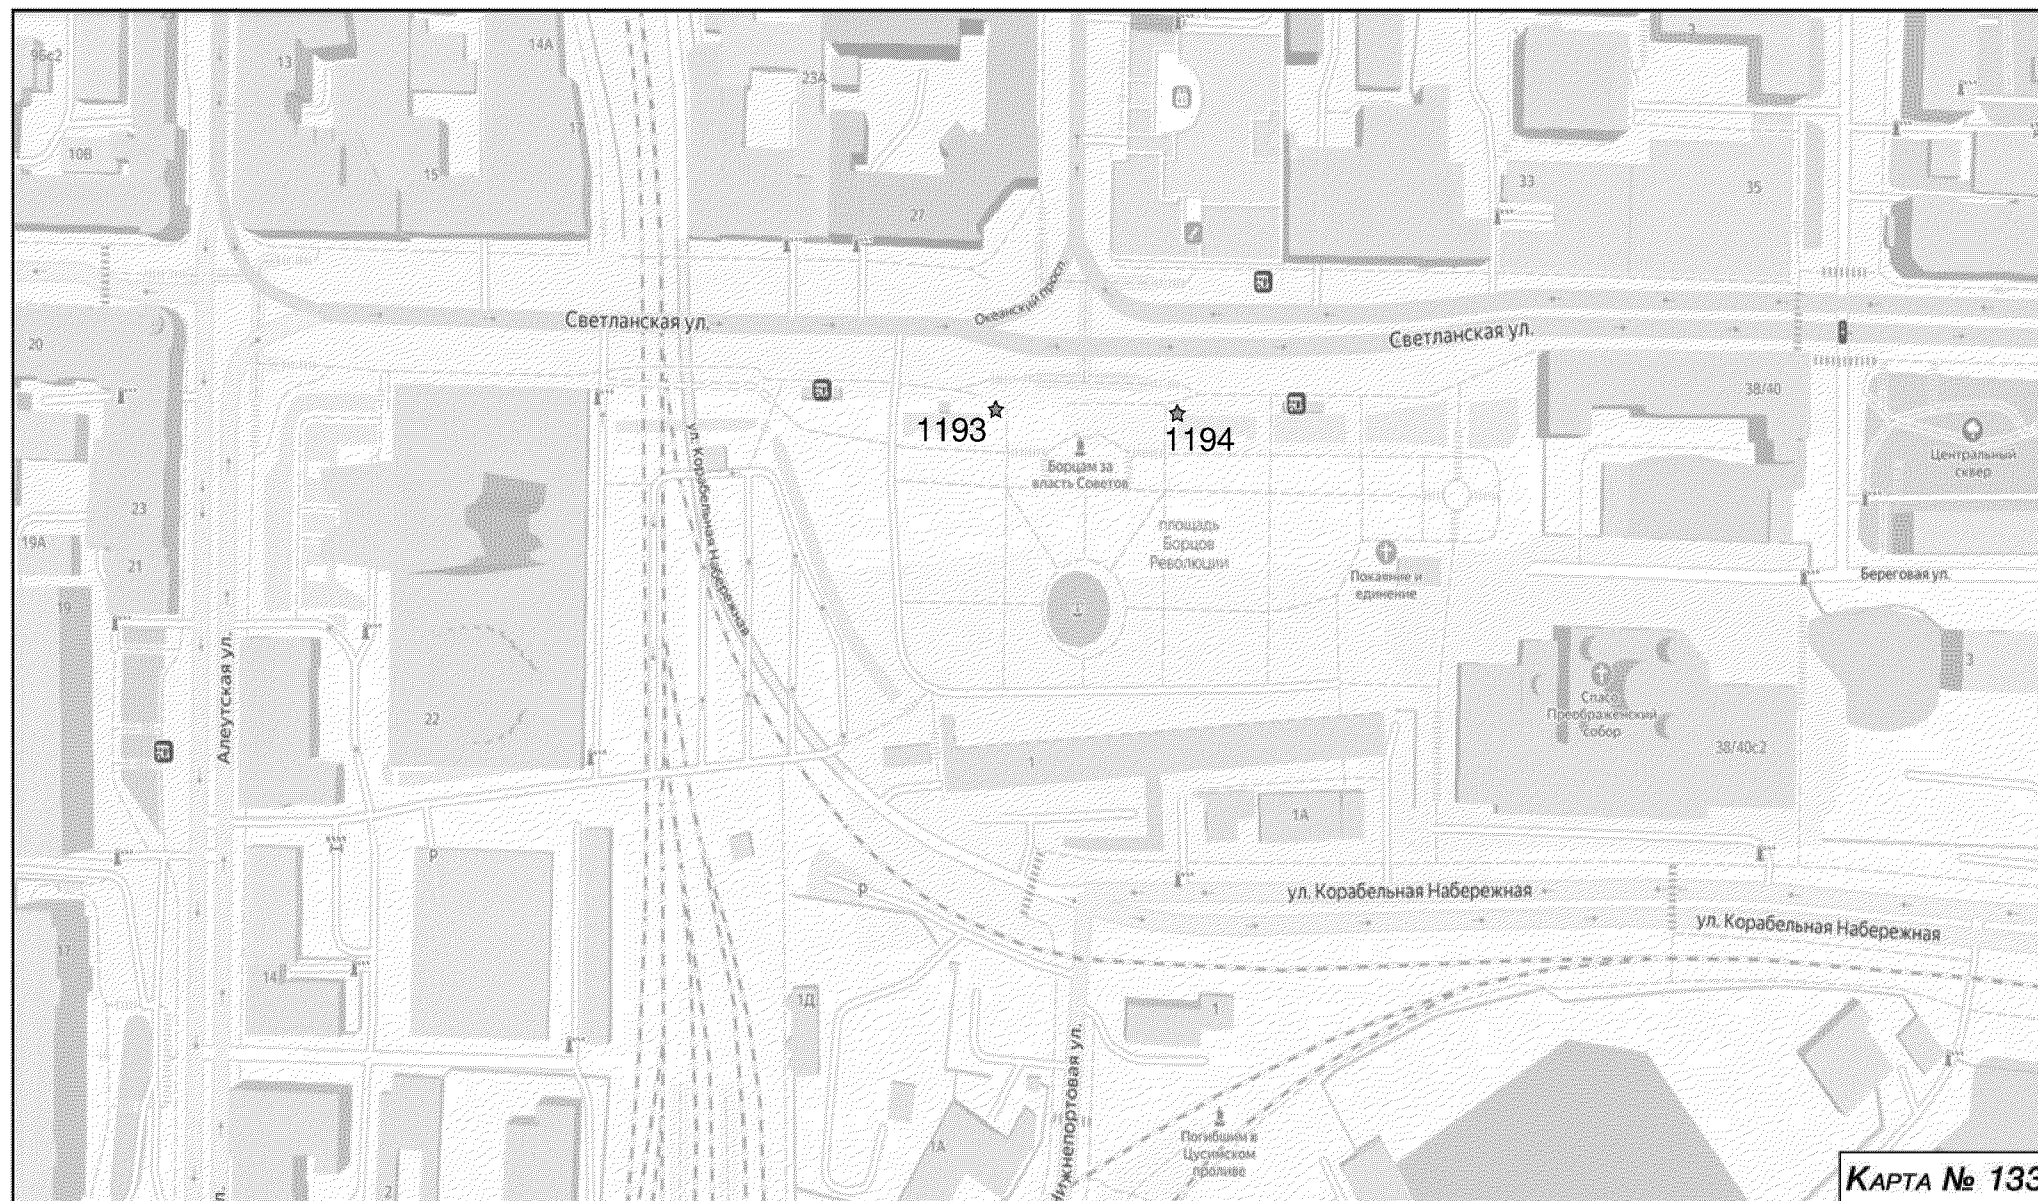 9бс2
13
14А
23А
3
17
10В
15
27
33
35
Океанский просп.
Светланская ул.
Светланская ул.
20
38/40
1193
1194
ул. Корабельная Набережная
Борцам за
власть Советов
Центральный
сквер
23
площадь
Борцов
Революции
19А
21
Покаяние и
единение
Береговая ул.
19
Алеутская ул.
3
22
Спасо-
Преображенский
собор
38/40с2
1
1А
P
P
ул. Корабельная Набережная
ул. Корабельная Набережная
17
14
1Д
1
Нижнепортовая ул.
Погибшим в
Цусимском
проливе
1А
2
КАРТА № 133